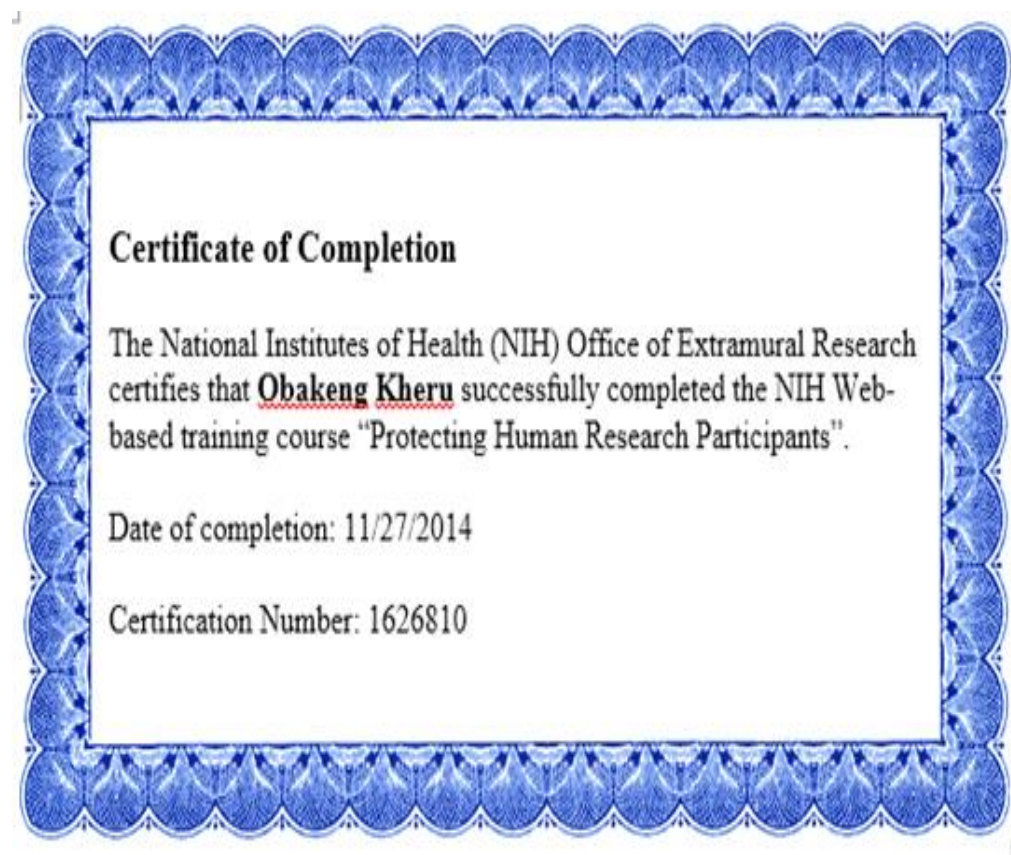 Certificate of Completion
The National Institutes of Health (NIH) Office of Extramural Research
certifies that Obakeng Kheru successfully completed the NIH Web-
based training course “Protecting Human Research Participants”.
Date of completion: 11/27/2014
Certification Number: 1626810